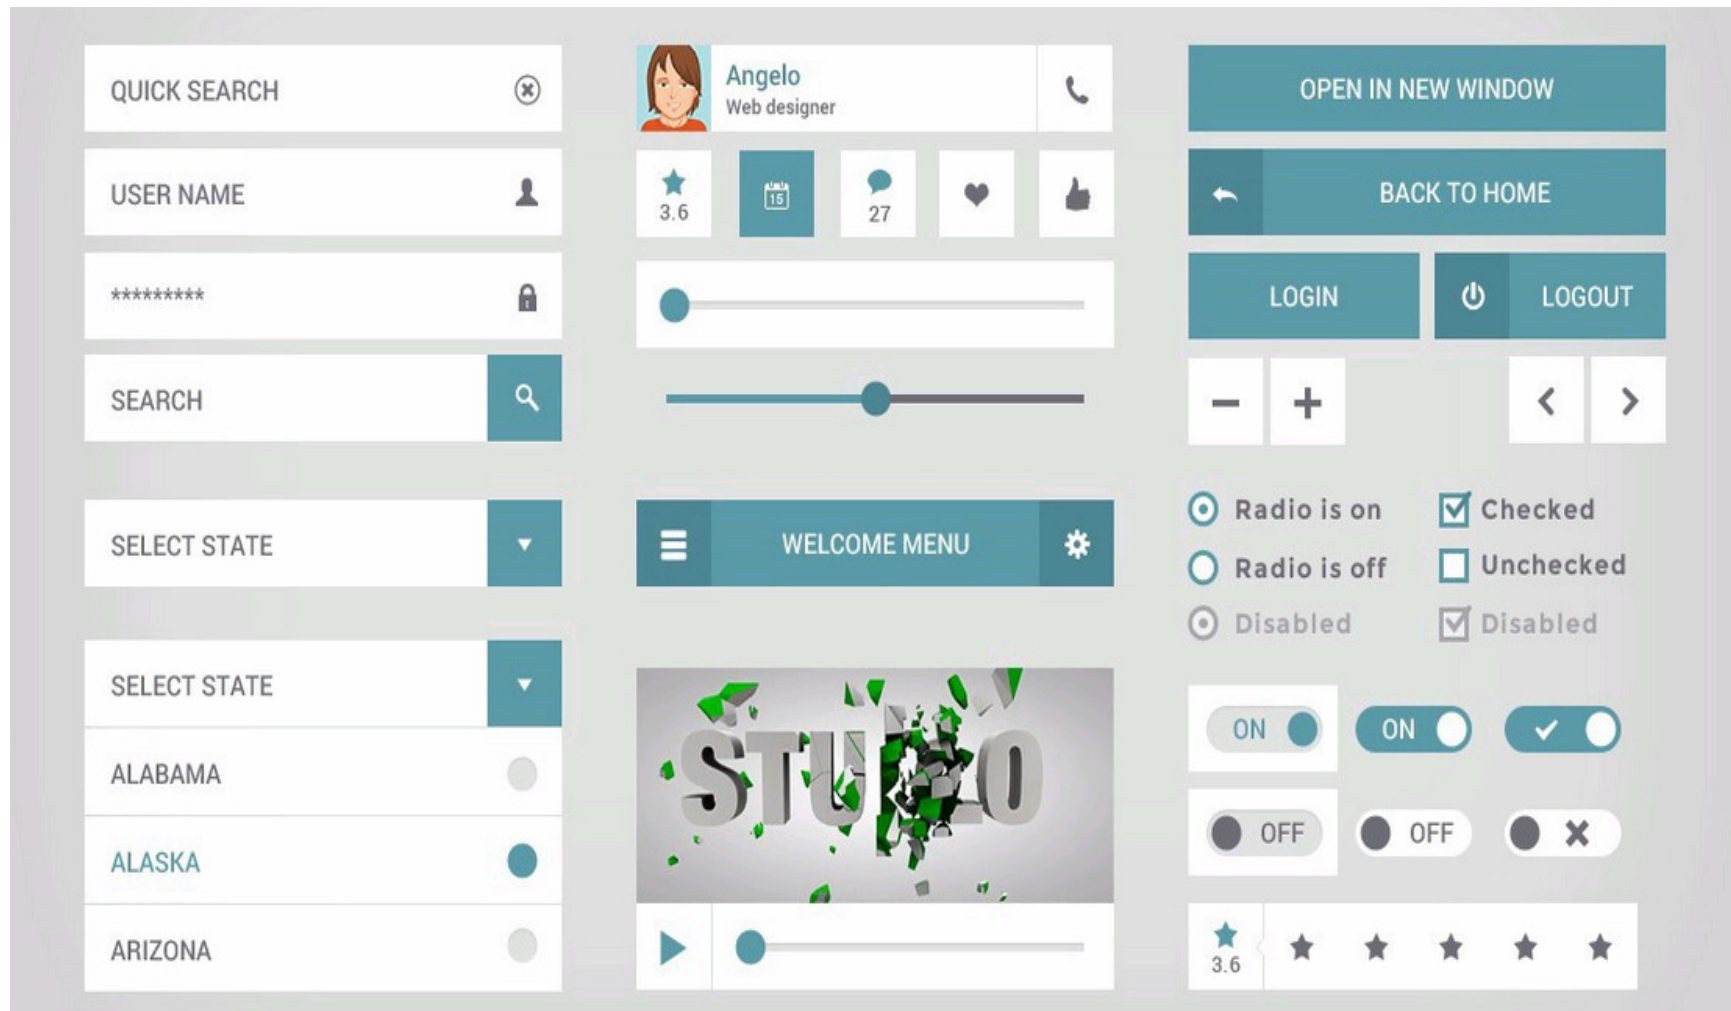 QUICK SEARCH
USER NAME
*********
SEARCH
SELECT STATE
SELECT STATE
ALABAMA
ALASKA
ARIZONA
Angelo
Web designer
3.6
15
27
WELCOME MENU
STUDIO
OPEN IN NEW WINDOW
BACK TO HOME
LOGIN
LOGOUT
Radio is on
Checked
Radio is off
Unchecked
Disabled
Disabled
ON
ON
OFF
OFF
3.6